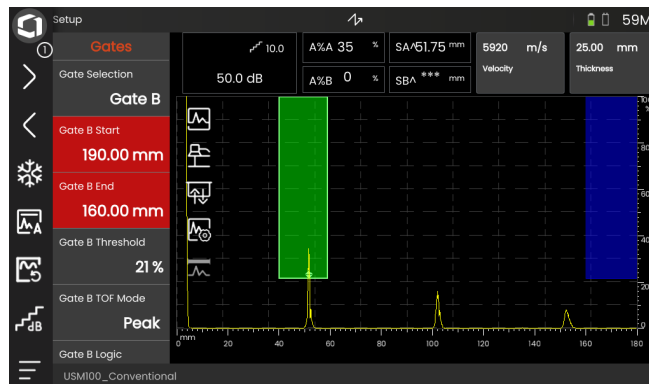 Setup
59M
1
Gates
Gate Selection
Gate B
Gate B Start
190.00 mm
Gate B End
160.00 mm
Gate B Threshold
21 %
Gate B TOF Mode
Peak
Gate B Logic
USM100_Conventional
10.0
50.0 dB
A%A 35 %
A%B 0 %
SA^51.75 mm
SB^ *** mm
5920 m/s
Velocity
25.00 mm
Thickness
A
dB
80
60
40
20
0
mm
0 20 40 60 80 100 120 140 160 180